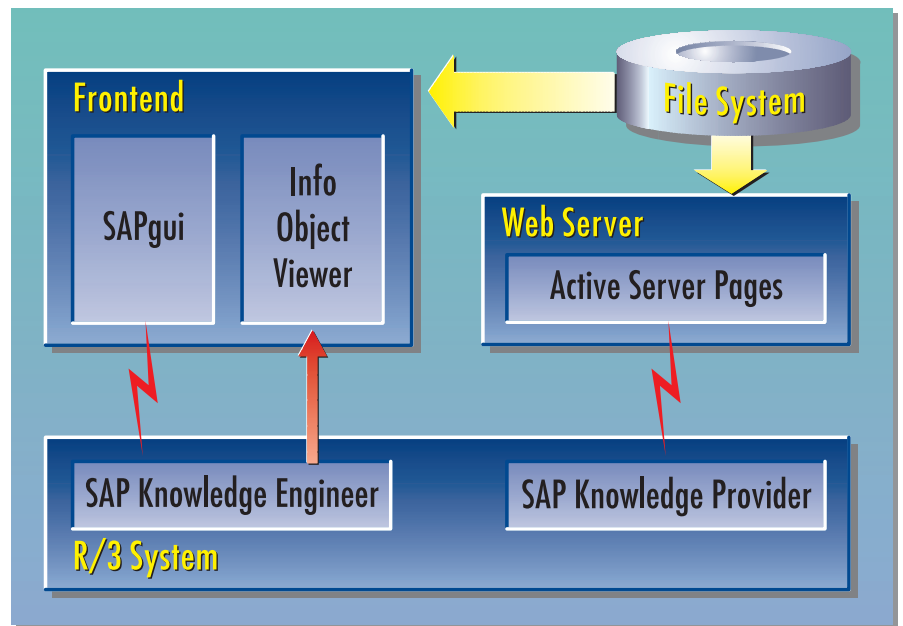 Frontend
SAPgui
Info
Object
Viewer
File System
Web Server
Active Server Pages
SAP Knowledge Engineer
SAP Knowledge Provider
R/3 System